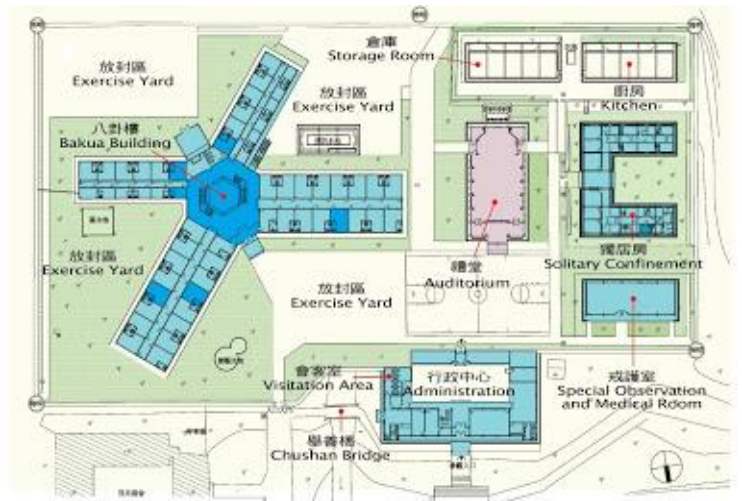 放封區
Exercise Yard
倉庫
Storage Room
放封區
Exercise Yard
廚房
Kitchen
八卦樓
Bakua Building
獨居房
Solitary Confinement
放封區
Exercise Yard
禮堂
Auditorium
放封區
Exercise Yard
會客室
Visitation Area
行政中心
Administration
戒護室
Special Observation
and Medical Room
舉善橋
Chushan Bridge